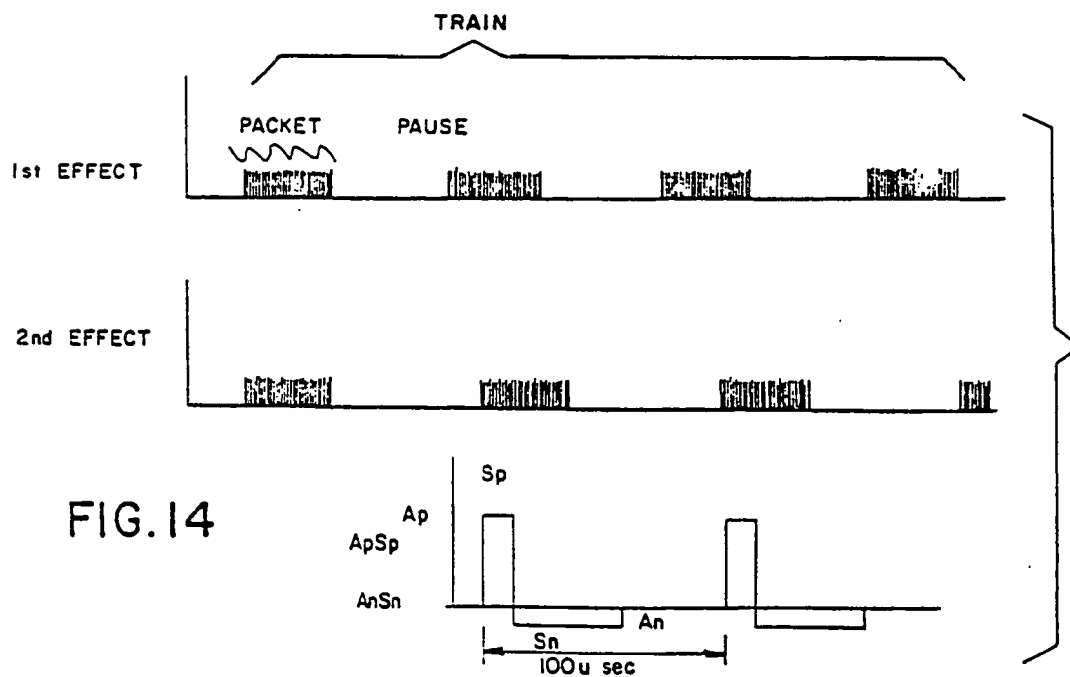 TRAIN
PACKET PAUSE
1st EFFECT
2nd EFFECT
FIG.14
Sp
Ap
ApSp
AnSn
An
Sn
100u sec